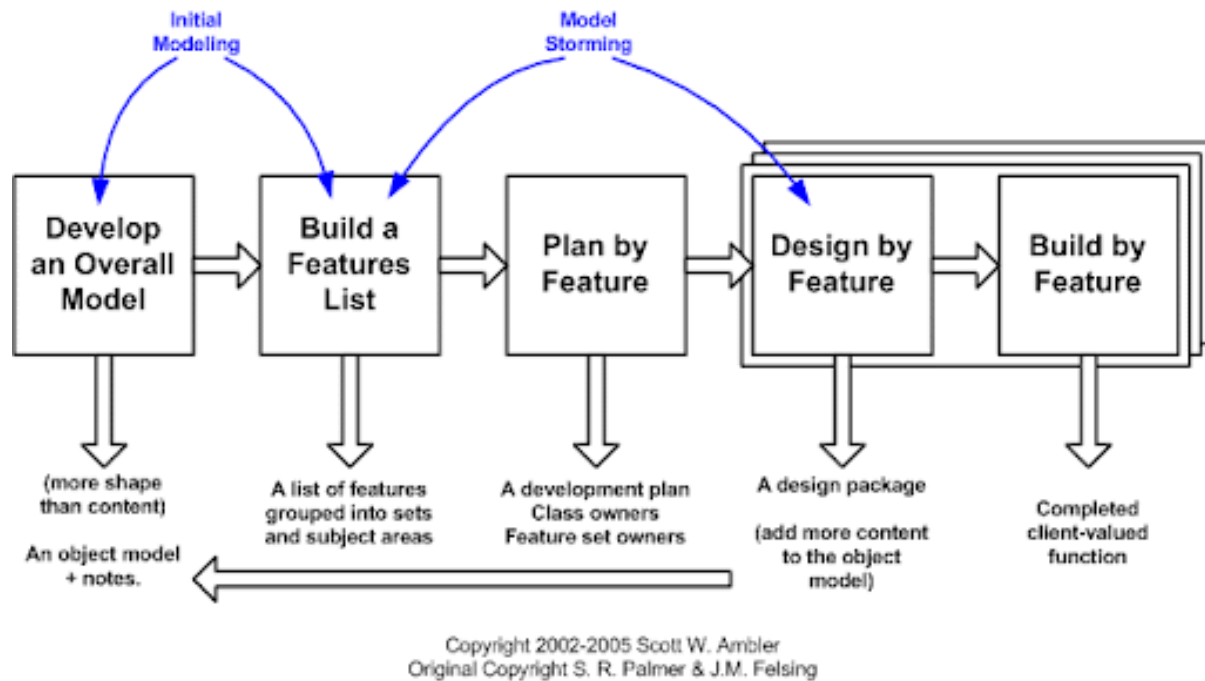 Initial
Modeling
Model
Storming
Develop
an Overall
Model
Build a
Features
List
Plan by
Feature
Design by
Feature
Build by
Feature
(more shape
than content)
An object model
+ notes.
A list of features
grouped into sets
and subject areas
A development plan
Class owners
Feature set owners
A design package
(add more content
to the object
model)
Completed
client-valued
function
Copyright 2002-2005 Scott W. Ambler
Original Copyright S. R. Palmer & J.M. Felsing